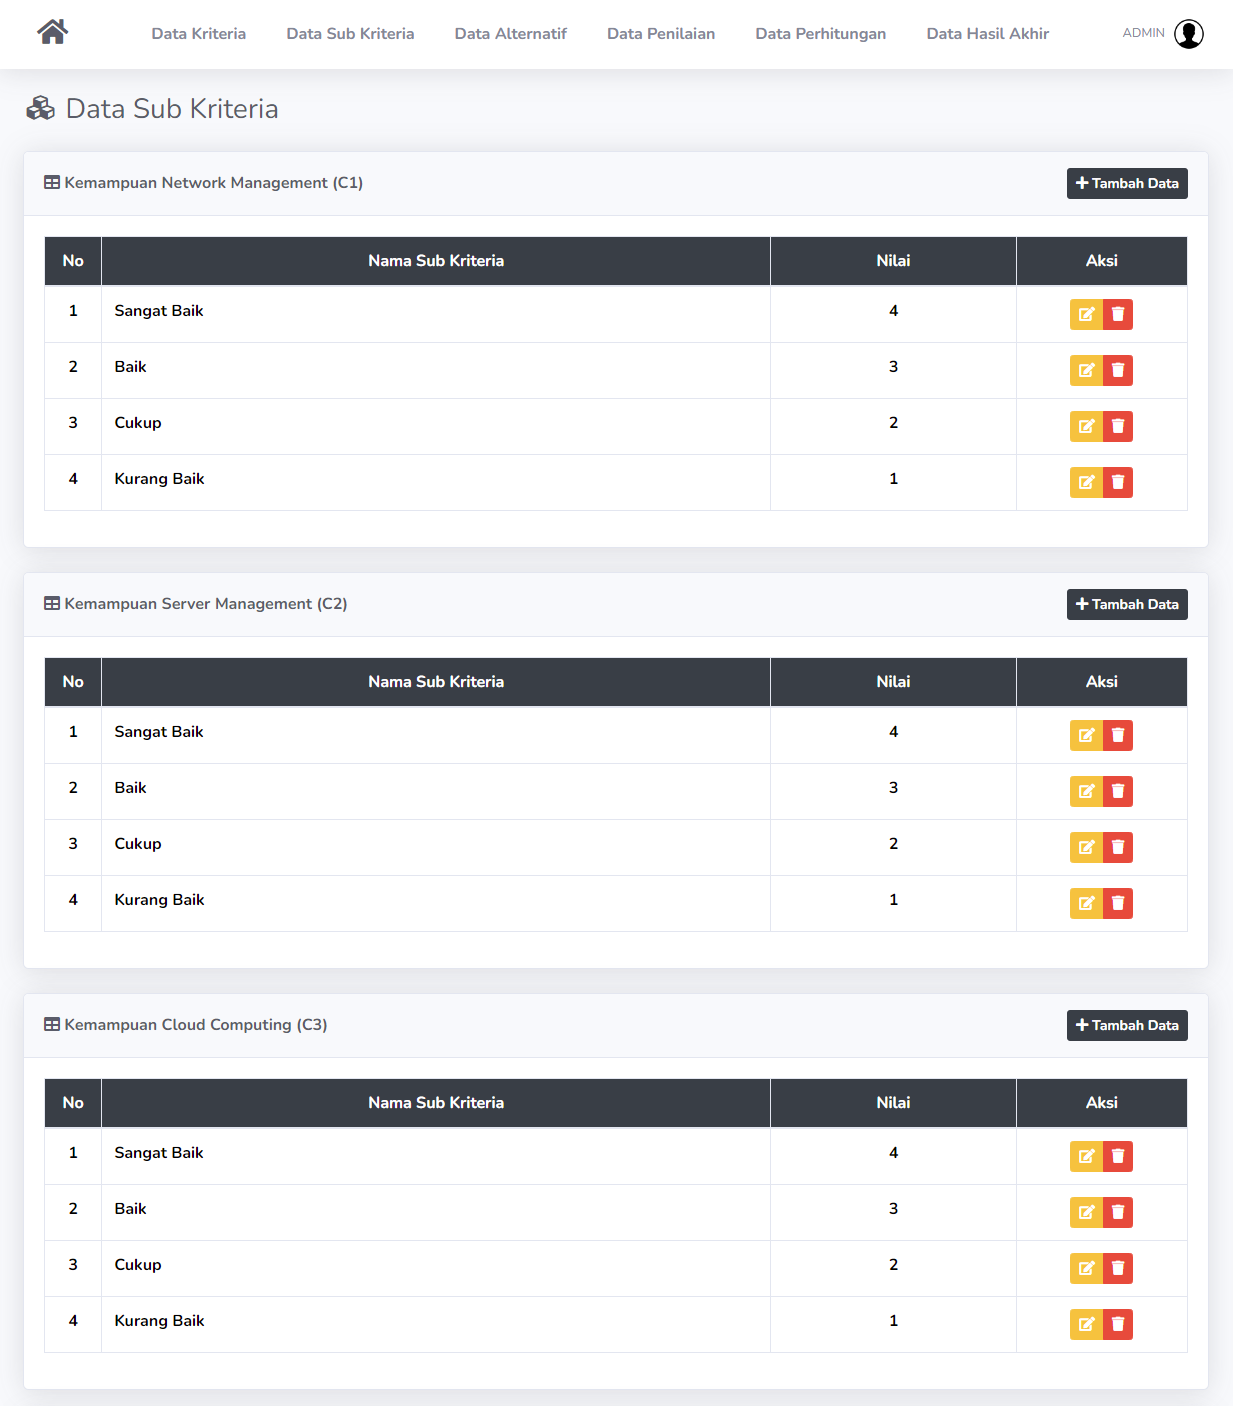 Data Kriteria Data Sub Kriteria Data Alternatif Data Penilaian Data Perhitungan Data Hasil Akhir ADMIN
Data Sub Kriteria
Kemampuan Network Management (C1) Tambah Data
No Nama Sub Kriteria Nilai Aksi
1 Sangat Baik 4
2 Baik 3
3 Cukup 2
4 Kurang Baik 1
Kemampuan Server Management (C2) Tambah Data
No Nama Sub Kriteria Nilai Aksi
1 Sangat Baik 4
2 Baik 3
3 Cukup 2
4 Kurang Baik 1
Kemampuan Cloud Computing (C3) Tambah Data
No Nama Sub Kriteria Nilai Aksi
1 Sangat Baik 4
2 Baik 3
3 Cukup 2
4 Kurang Baik 1